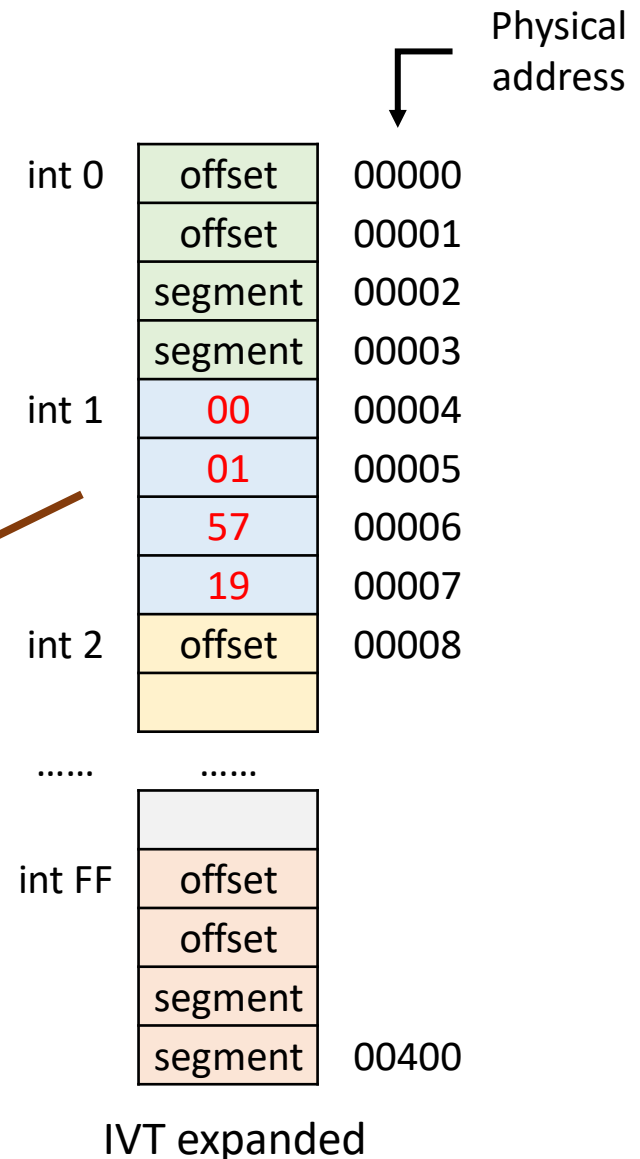 Physical
address
int 0 offset 00000
offset 00001
segment 00002
segment 00003
int 1 00 00004
01 00005
57 00006
19 00007
int 2 offset 00008
...... ......
int FF offset
offset
segment
segment 00400
IVT expanded